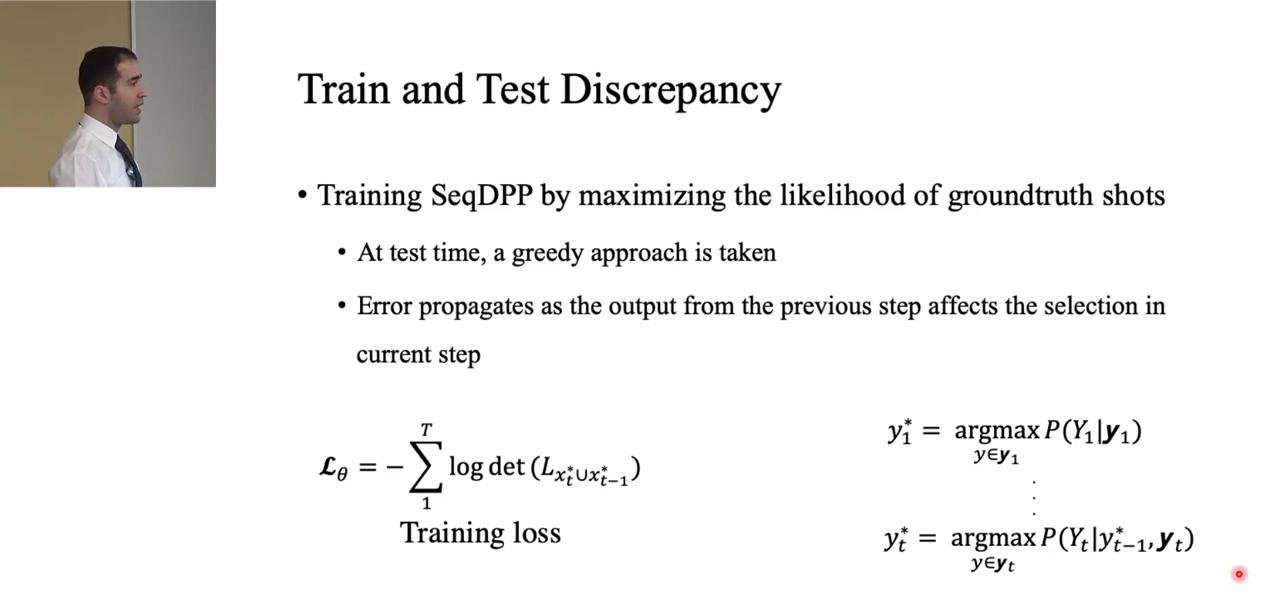 Train and Test Discrepancy
• Training SeqDPP by maximizing the likelihood of groundtruth shots
• At test time, a greedy approach is taken
• Error propagates as the output from the previous step affects the selection in
current step
𝓛_θ = − ∑_1^T log det (L_{x_t^* ∪ x_{t−1}^*})
Training loss
y_1^* = argmax_{y∈𝒚_1} P(Y_1|𝒚_1)
.
.
.
y_t^* = argmax_{y∈𝒚_t} P(Y_t|y_{t−1}^*, 𝒚_t)